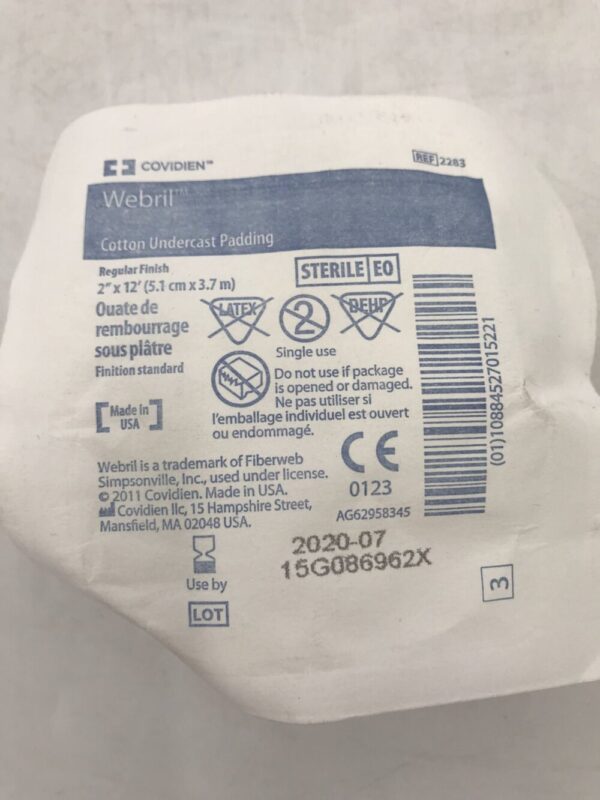 COVIDIEN™
REF 2283
Webril™
Cotton Undercast Padding
Regular Finish
2" x 12' (5.1 cm x 3.7 m)
Ouate de
rembourrage
sous plâtre
Finition standard
STERILE EO
LATEX
2
DEHP
Single use
Do not use if package
is opened or damaged.
Ne pas utiliser si
l'emballage individuel est ouvert
ou endommagé.
Made in
USA
Webril is a trademark of Fiberweb
Simpsonville, Inc., used under license.
© 2011 Covidien. Made in USA.
Covidien llc, 15 Hampshire Street,
Mansfield, MA 02048 USA.
CE
0123
AG62958345
(01)10884527015221
2020-07
15G086962X
Use by
LOT
3